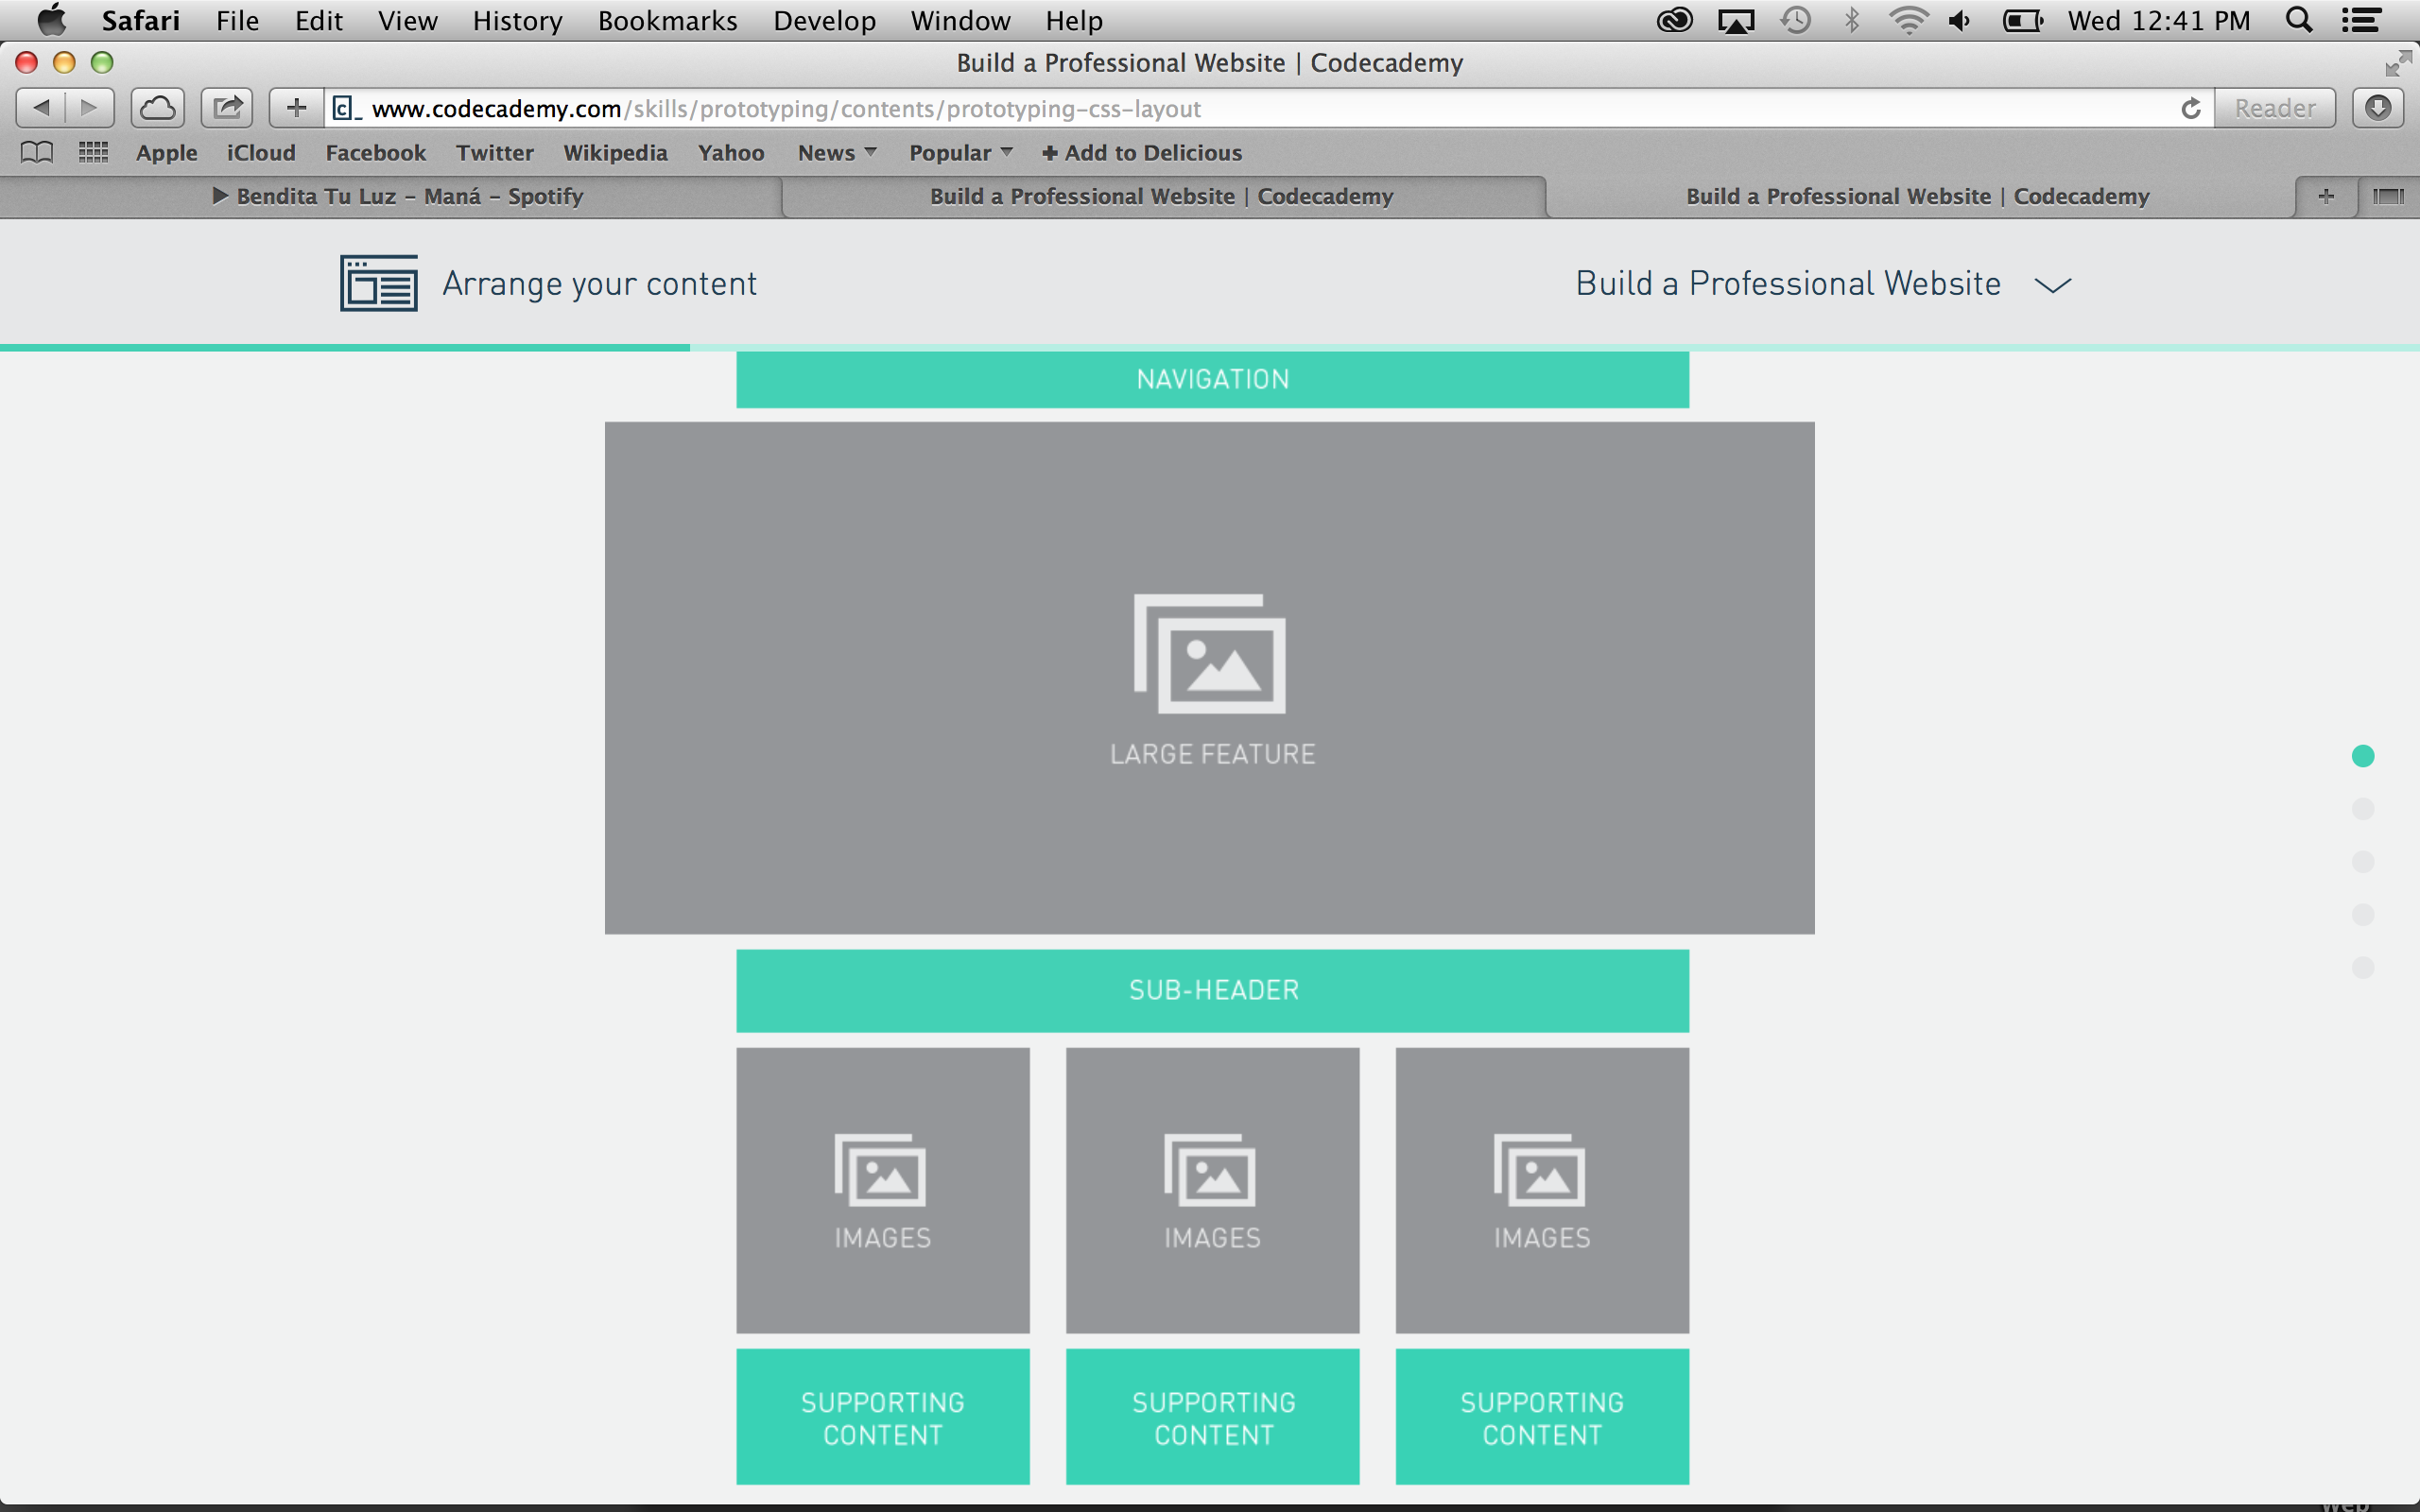 Safari File Edit View History Bookmarks Develop Window Help Wed 12:41 PM
Build a Professional Website | Codecademy
www.codecademy.com/skills/prototyping/contents/prototyping-css-layout Reader
Apple iCloud Facebook Twitter Wikipedia Yahoo News Popular + Add to Delicious
Bendita Tu Luz – Maná – Spotify Build a Professional Website | Codecademy Build a Professional Website | Codecademy
Arrange your content Build a Professional Website
NAVIGATION
LARGE FEATURE
SUB-HEADER
IMAGES IMAGES IMAGES
SUPPORTING SUPPORTING SUPPORTING
CONTENT CONTENT CONTENT